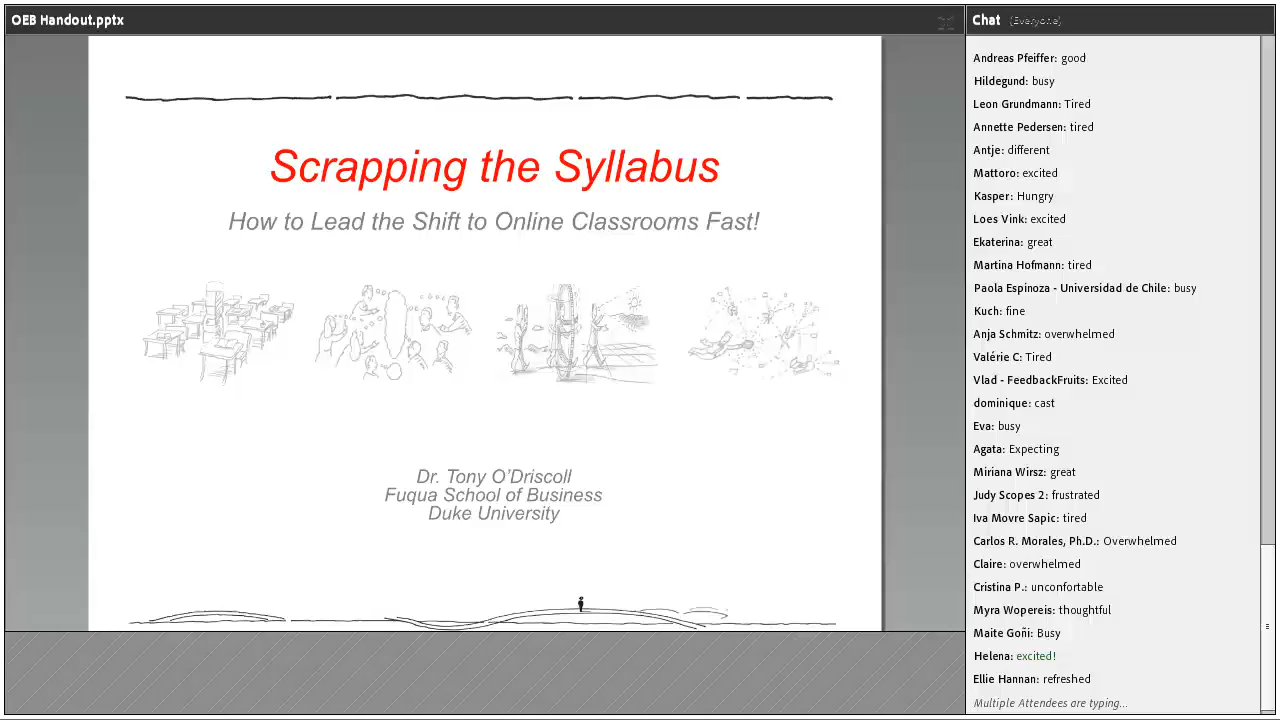 OEB Handout.pptx
Scrapping the Syllabus
How to Lead the Shift to Online Classrooms Fast!
Dr. Tony O'Driscoll
Fuqua School of Business
Duke University
Chat (Everyone)
Andreas Pfeiffer: good
Hildegund: busy
Leon Grundmann: Tired
Annette Pedersen: tired
Antje: different
Mattoro: excited
Kasper: Hungry
Loes Vink: excited
Ekaterina: great
Martina Hofmann: tired
Paola Espinoza - Universidad de Chile: busy
Kuch: fine
Anja Schmitz: overwhelmed
Valérie C: Tired
Vlad - FeedbackFruits: Excited
dominique: cast
Eva: busy
Agata: Expecting
Miriana Wirsz: great
Judy Scopes 2: frustrated
Iva Movre Sapic: tired
Carlos R. Morales, Ph.D.: Overwhelmed
Claire: overwhelmed
Cristina P.: unconfortable
Myra Wopereis: thoughtful
Maite Goñi: Busy
Helena: excited!
Ellie Hannan: refreshed
Multiple Attendees are typing...